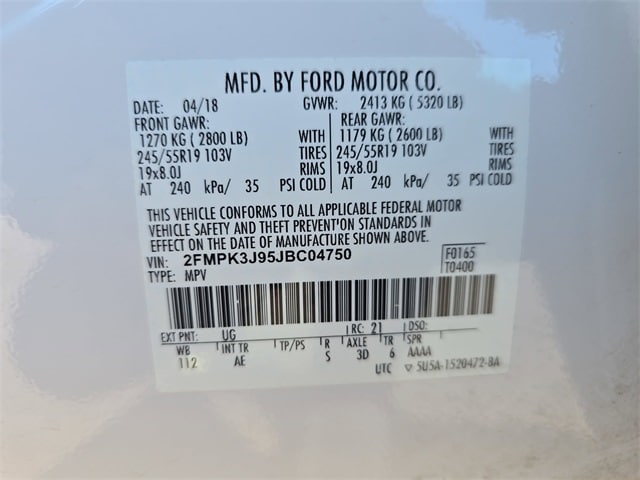 MFD. BY FORD MOTOR CO.
DATE: 04/18 GVWR: 2413 KG ( 5320 LB)
FRONT GAWR: REAR GAWR:
1270 KG ( 2800 LB) WITH 1179 KG ( 2600 LB) WITH
245/55R19 103V TIRES 245/55R19 103V TIRES
19x8.0J RIMS 19x8.0J RIMS
AT 240 kPa/ 35 PSI COLD AT 240 kPa/ 35 PSI COLD
THIS VEHICLE CONFORMS TO ALL APPLICABLE FEDERAL MOTOR
VEHICLE SAFETY AND THEFT PREVENTION STANDARDS IN
EFFECT ON THE DATE OF MANUFACTURE SHOWN ABOVE.
VIN: 2FMPK3J95JBC04750 F0165
TYPE: MPV T0400
EXT PNT: UG RC: 21 DSO:
WB INT TR TP/PS R AXLE TR SPR
112 AE S 3D 6 AAAA
UTC ▽ 5U5A-1520472-BA